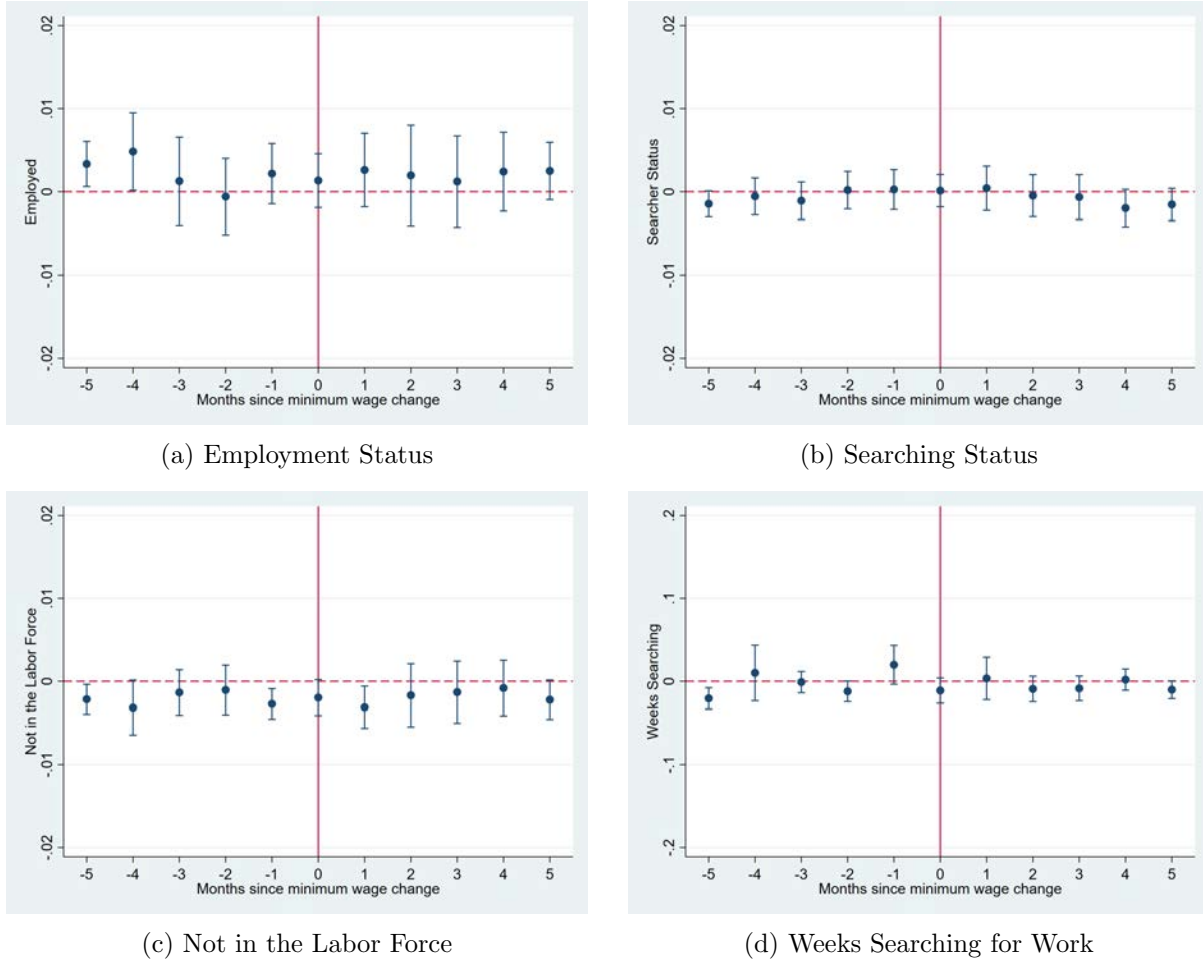 .02
.01
0
-.01
-.02
Employed
-5 -4 -3 -2 -1 0 1 2 3 4 5
Months since minimum wage change
(a) Employment Status
.02
.01
0
-.01
-.02
Searcher Status
-5 -4 -3 -2 -1 0 1 2 3 4 5
Months since minimum wage change
(b) Searching Status
.02
.01
0
-.01
-.02
Not in the Labor Force
-5 -4 -3 -2 -1 0 1 2 3 4 5
Months since minimum wage change
(c) Not in the Labor Force
.2
.1
0
-.1
-.2
Weeks Searching
-5 -4 -3 -2 -1 0 1 2 3 4 5
Months since minimum wage change
(d) Weeks Searching for Work